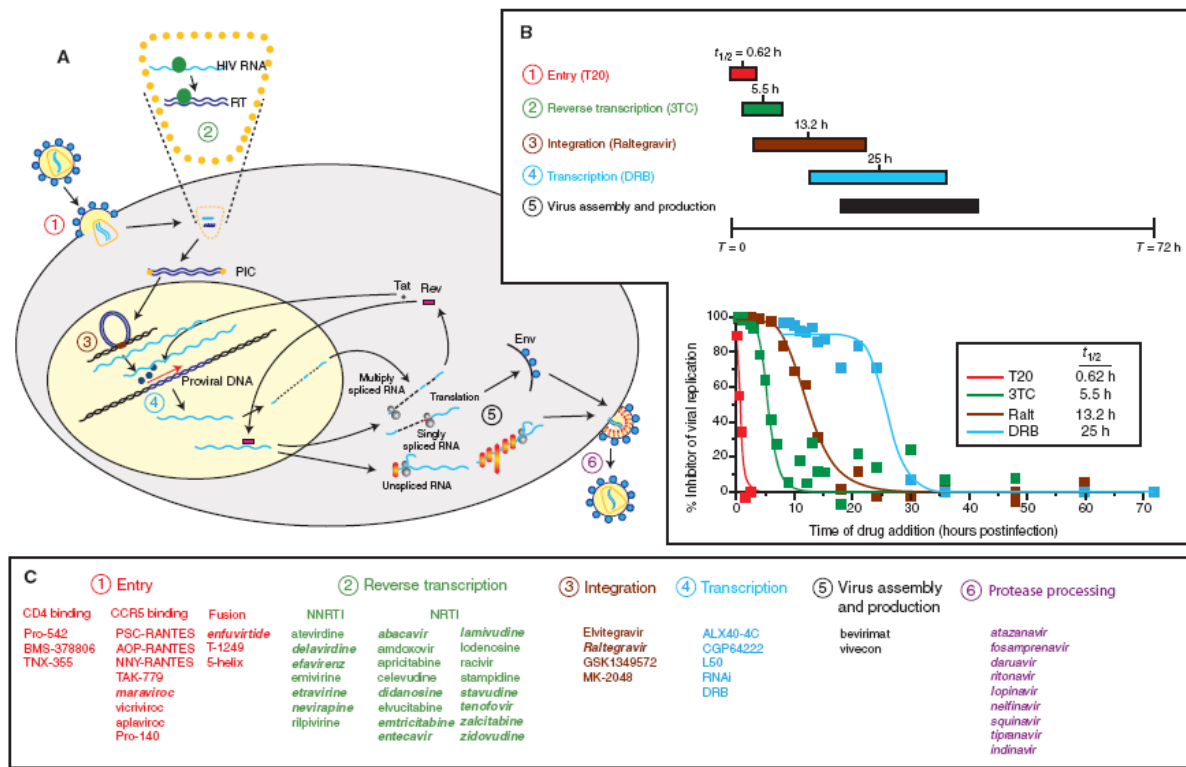 A
HIV RNA
RT
2
1
PIC
Tat
Rev
3
Proviral DNA
4
Multiply
spliced RNA
Translation
Env
5
Singly
spliced RNA
Unspliced RNA
6
B
t1/2 = 0.62 h
1 Entry (T20)
5.5 h
2 Reverse transcription (3TC)
13.2 h
3 Integration (Raltegravir)
25 h
4 Transcription (DRB)
5 Virus assembly and production
T = 0
T = 72 h
% Inhibitor of viral replication
100
80
60
40
20
0
0
10
20
30
40
50
60
70
Time of drug addition (hours postinfection)
t1/2
T20 0.62 h
3TC 5.5 h
Ralt 13.2 h
DRB 25 h
C
1 Entry
CD4 binding
Pro-542
BMS-378806
TNX-355
CCR5 binding
PSC-RANTES
AOP-RANTES
NNY-RANTES
TAK-779
maraviroc
vicriviroc
aplaviroc
Pro-140
Fusion
enfuvirtide
T-1249
5-helix
2 Reverse transcription
NNRTI
atevirdine
delavirdine
efavirenz
emivirine
etravirine
nevirapine
rilpivirine
NRTI
abacavir
amdoxovir
apricitabine
celevudine
didanosine
elvucitabine
emtricitabine
entecavir
lamivudine
lodenosine
racivir
stampidine
stavudine
tenofovir
zalcitabine
zidovudine
3 Integration
Elvitegravir
Raltegravir
GSK1349572
MK-2048
4 Transcription
ALX40-4C
CGP64222
L50
RNAi
DRB
5 Virus assembly
and production
bevirimat
vivecon
6 Protease processing
atazanavir
fosamprenavir
daruavir
ritonavir
lopinavir
nelfinavir
squinavir
tipranavir
indinavir